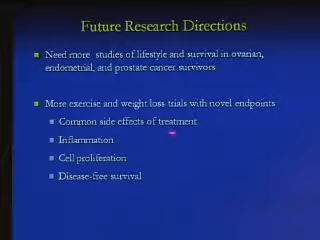 Future Research Directions
Need more studies of lifestyle and survival in ovarian,
endometrial, and prostate cancer survivors
More exercise and weight loss trials with novel endpoints
Common side effects of treatment
Inflammation
Cell proliferation
Disease-free survival